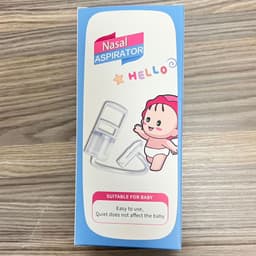 Nasal
ASPIRATOR
HELLO
SUITABLE FOR BABY
Easy to use,
Quiet does not affect the baby